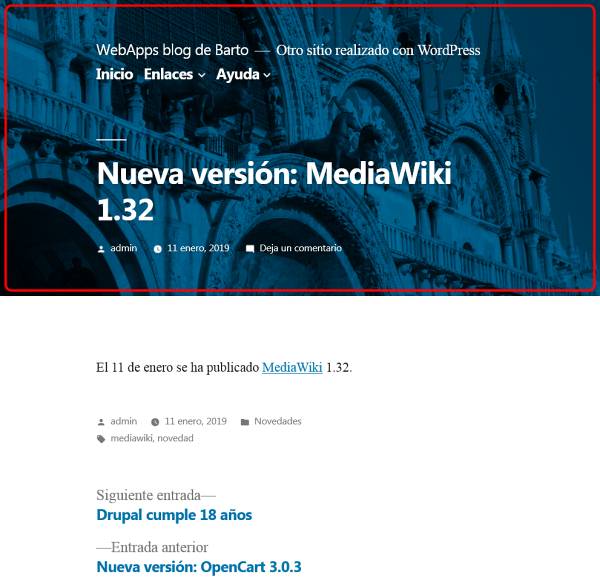 WebApps blog de Barto — Otro sitio realizado con WordPress
Inicio Enlaces Ayuda
Nueva versión: MediaWiki
1.32
admin 11 enero, 2019 Deja un comentario
El 11 de enero se ha publicado MediaWiki 1.32.
admin 11 enero, 2019 Novedades
mediawiki, novedad
Siguiente entrada—
Drupal cumple 18 años
—Entrada anterior
Nueva versión: OpenCart 3.0.3